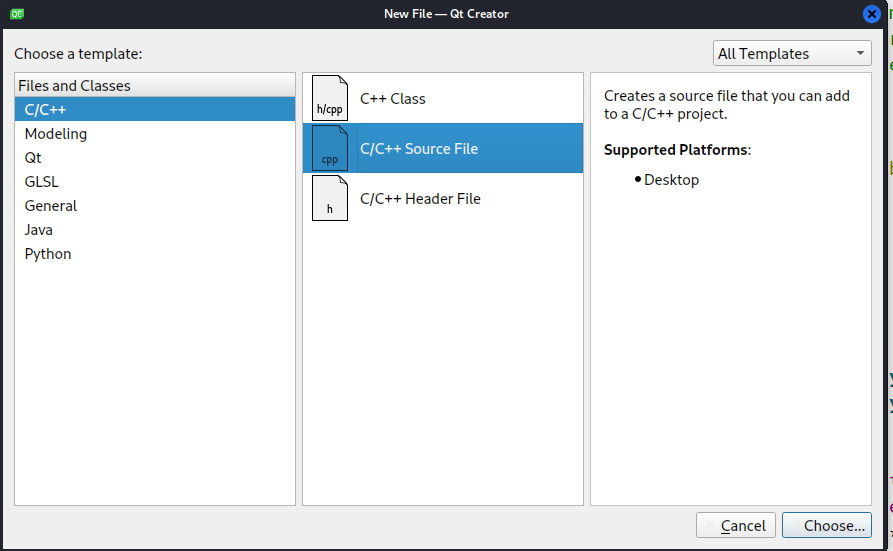 QC
New File — Qt Creator
Choose a template:
All Templates
Files and Classes
C/C++
Modeling
Qt
GLSL
General
Java
Python
h/cpp
C++ Class
cpp
C/C++ Source File
h
C/C++ Header File
Creates a source file that you can add
to a C/C++ project.
Supported Platforms:
• Desktop
Cancel
Choose...